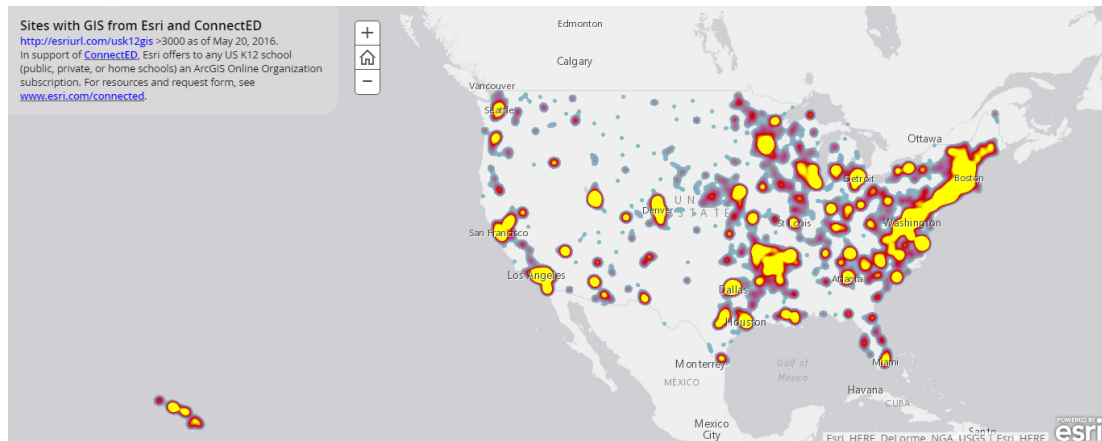 Sites with GIS from Esri and ConnectED
http://esriurl.com/usk12gis >3000 as of May 20, 2016.
In support of ConnectED, Esri offers to any US K12 school
(public, private, or home schools) an ArcGIS Online Organization
subscription. For resources and request form, see
www.esri.com/connected.
+
−
Edmonton
Calgary
Vancouver
Seattle
Ottawa
Detroit
Boston
UN
STATE
Denver
St Louis
Washington
San Francisco
Los Angeles
Atlanta
Dallas
Houston
Monterrey
Gulf of
Mexico
Miami
MÉXICO
Havana
CUBA
Mexico
City
Santo
POWERED BY
esri
Esri, HERE, DeLorme, NGA, USGS | Esri, HERE